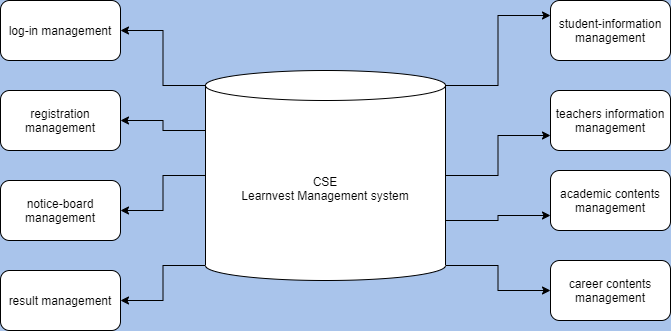 log-in management
registration
management
notice-board
management
result management
CSE
Learnvest Management system
student-information
management
teachers information
management
academic contents
management
career contents
management